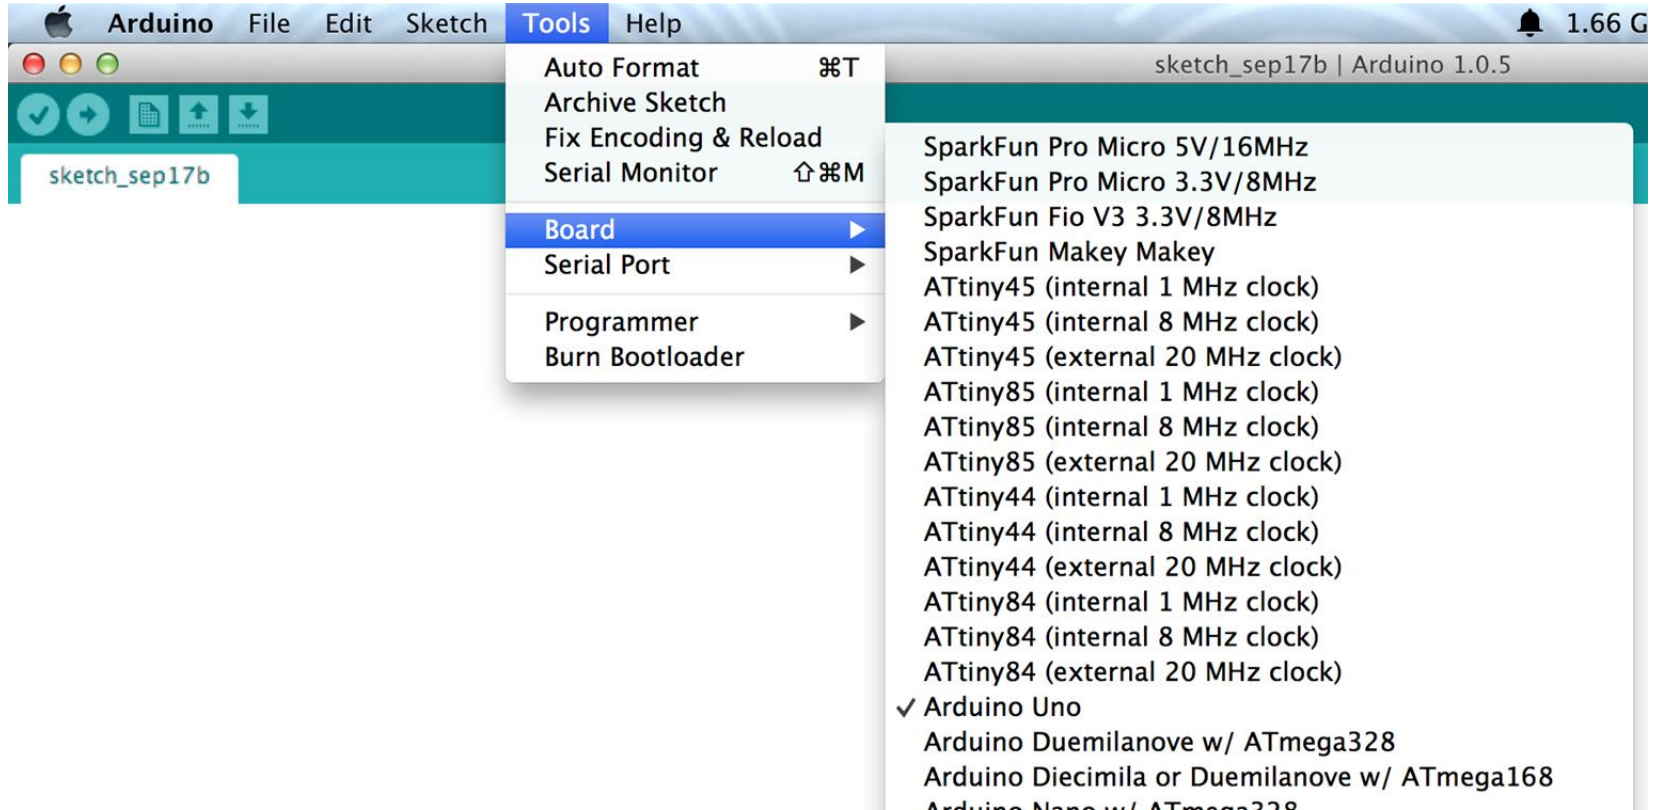 Arduino File Edit Sketch Tools Help 1.66 G
sketch_sep17b | Arduino 1.0.5
sketch_sep17b
Auto Format ⌘T
Archive Sketch
Fix Encoding & Reload
Serial Monitor ⇧⌘M
Board
Serial Port
Programmer
Burn Bootloader
SparkFun Pro Micro 5V/16MHz
SparkFun Pro Micro 3.3V/8MHz
SparkFun Fio V3 3.3V/8MHz
SparkFun Makey Makey
ATtiny45 (internal 1 MHz clock)
ATtiny45 (internal 8 MHz clock)
ATtiny45 (external 20 MHz clock)
ATtiny85 (internal 1 MHz clock)
ATtiny85 (internal 8 MHz clock)
ATtiny85 (external 20 MHz clock)
ATtiny44 (internal 1 MHz clock)
ATtiny44 (internal 8 MHz clock)
ATtiny44 (external 20 MHz clock)
ATtiny84 (internal 1 MHz clock)
ATtiny84 (internal 8 MHz clock)
ATtiny84 (external 20 MHz clock)
✓ Arduino Uno
Arduino Duemilanove w/ ATmega328
Arduino Diecimila or Duemilanove w/ ATmega168
Arduino Nano w/ ATmega328